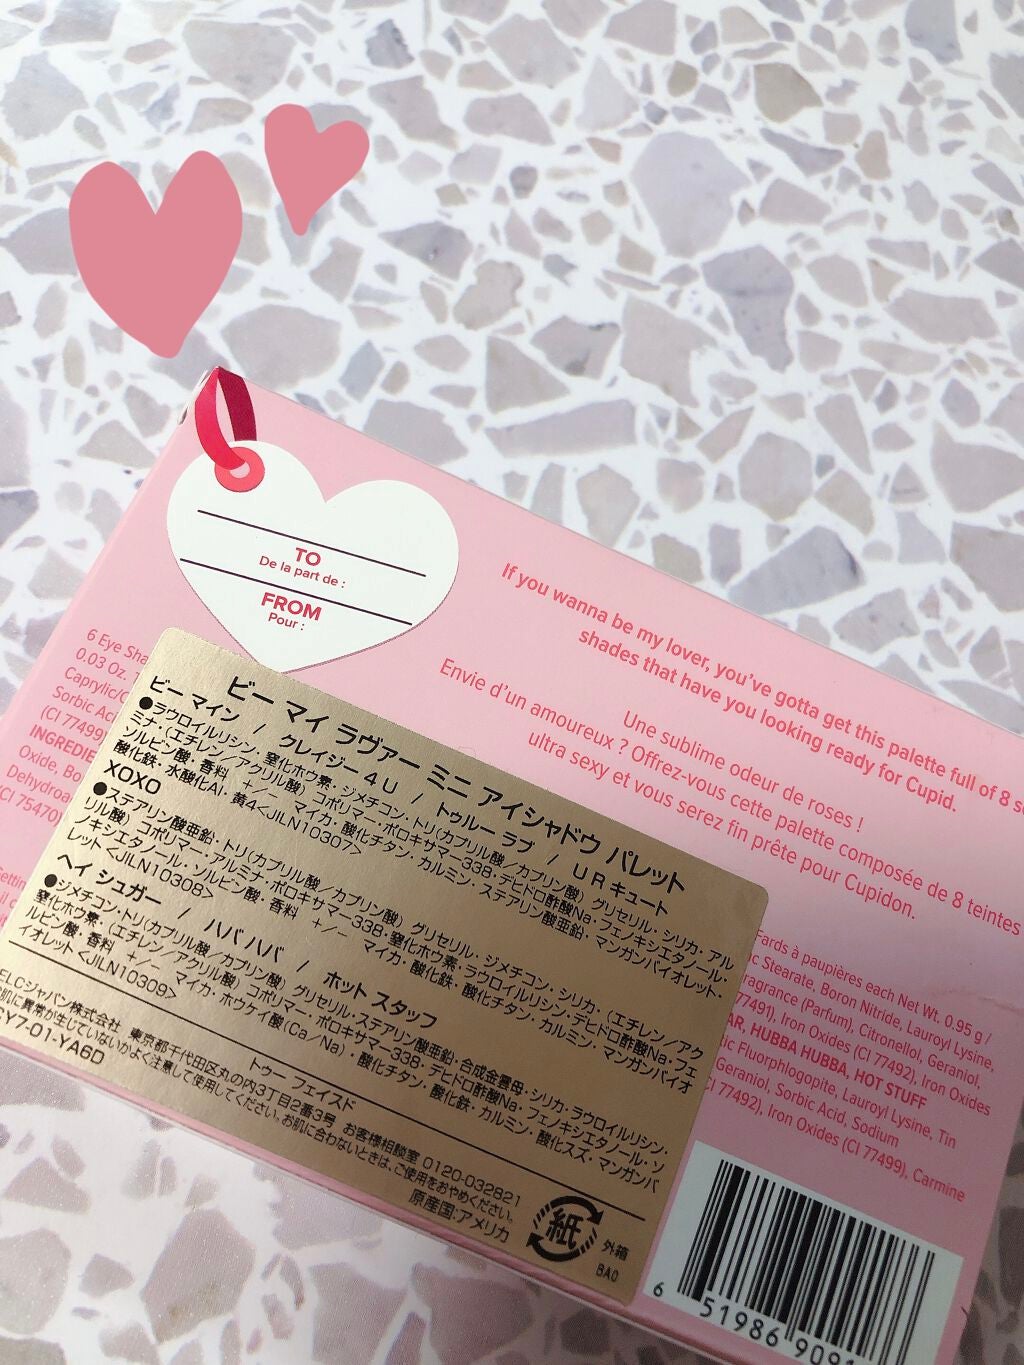 TO
De la part de :
FROM
Pour :
If you wanna be my lover, you've gotta get this palette full of 8 s
shades that have you looking ready for Cupid.
Une sublime odeur de roses !
Envie d'un amoureux ? Offrez-vous cette palette composée de 8 teintes
ultra sexy et vous serez fin prête pour Cupidon.
6 Eye Sha
0.03 Oz.
Caprylic/C
Sorbic Aci
(CI 77499
INGREDIE
Oxide, Bo
Dehydroa
(CI 75470)
ビー マイ ラヴァー ミニ アイシャドウ パレット
ビー マイン / クレイジー 4 U / トゥルー ラブ / U R キュート
●ラウロイルリシン・窒化ホウ素・ジメチコン・トリ(カプリル酸/カプリン酸) グリセリル・シリカ・アル
ミナ・(エチレン/アクリル酸) コポリマー・ポロキサマー338・デヒドロ酢酸Na・フェノキシエタノール・
ソルビン酸・香料 +/− マイカ・酸化チタン・カルミン・ステアリン酸亜鉛・マンガンバイオレット・
酸化鉄・水酸化Al・黄4<JILN10307>
XOXO
●ステアリン酸亜鉛・トリ(カプリル酸/カプリン酸) グリセリル・ジメチコン・シリカ・(エチレン/アク
リル酸) コポリマー・アルミナ・ポロキサマー338・窒化ホウ素・ラウロイルリシン・デヒドロ酢酸Na・フェ
ノキシエタノール・ソルビン酸・香料 +/− マイカ・酸化鉄・酸化チタン・カルミン・マンガンバイオ
レット<JILN10308>
ヘイ シュガー / ハバ ハバ / ホット スタッフ
●ジメチコン・トリ(カプリル酸/カプリン酸) グリセリル・ステアリン酸亜鉛・合成金雲母・シリカ・ラウロイルリシン・
窒化ホウ素・(エチレン/アクリル酸) コポリマー・ポロキサマー338・デヒドロ酢酸Na・フェノキシエタノール・ソ
ルビン酸・香料 +/− マイカ・ホウケイ酸(Ca/Na)・酸化チタン・酸化鉄・カルミン・酸化スズ・マンガンバ
イオレット<JILN10309>
トゥー フェイスド
ELCジャパン株式会社 東京都千代田区丸の内3丁目2番3号 お客様相談室 0120-032821
お肌に異常が生じていないかよく注意して使用してください。お肌に合わないときは、ご使用をおやめください。
CY7-01-YA6D
原産国:アメリカ
紙
外箱
BAO
Fards à paupières each Net Wt. 0.95 g /
c Stearate, Boron Nitride, Lauroyl Lysine,
ragrance (Parfum), Citronellol, Geraniol,
77491), Iron Oxides (CI 77492), Iron Oxides
AR, HUBBA HUBBA, HOT STUFF
tic Fluorphlogopite, Lauroyl Lysine, Tin
Geraniol, Sorbic Acid, Sodium
77492), Iron Oxides (CI 77499), Carmine
6 51986 909